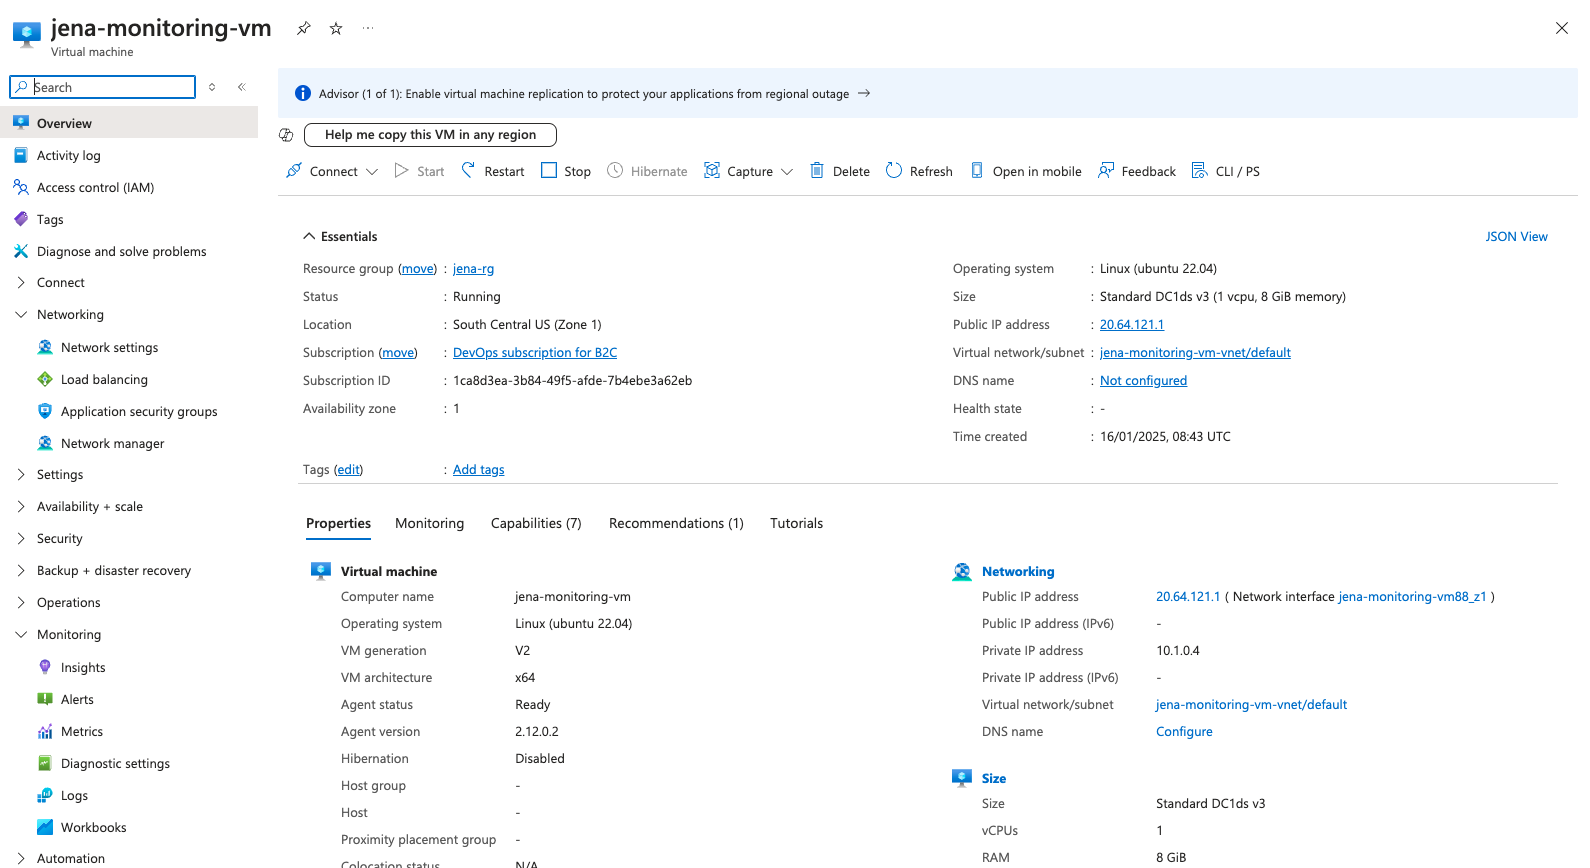 jena-monitoring-vm
Virtual machine
Search
Overview
Activity log
Access control (IAM)
Tags
Diagnose and solve problems
Connect
Networking
Network settings
Load balancing
Application security groups
Network manager
Settings
Availability + scale
Security
Backup + disaster recovery
Operations
Monitoring
Insights
Alerts
Metrics
Diagnostic settings
Logs
Workbooks
Automation
Advisor (1 of 1): Enable virtual machine replication to protect your applications from regional outage →
Help me copy this VM in any region
Connect Start Restart Stop Hibernate Capture Delete Refresh Open in mobile Feedback CLI / PS
Essentials
JSON View
Resource group (move) : jena-rg
Status : Running
Location : South Central US (Zone 1)
Subscription (move) : DevOps subscription for B2C
Subscription ID : 1ca8d3ea-3b84-49f5-afde-7b4ebe3a62eb
Availability zone : 1
Operating system : Linux (ubuntu 22.04)
Size : Standard DC1ds v3 (1 vcpu, 8 GiB memory)
Public IP address : 20.64.121.1
Virtual network/subnet : jena-monitoring-vm-vnet/default
DNS name : Not configured
Health state : -
Time created : 16/01/2025, 08:43 UTC
Tags (edit) : Add tags
Properties Monitoring Capabilities (7) Recommendations (1) Tutorials
Virtual machine
Computer name jena-monitoring-vm
Operating system Linux (ubuntu 22.04)
VM generation V2
VM architecture x64
Agent status Ready
Agent version 2.12.0.2
Hibernation Disabled
Host group -
Host -
Proximity placement group -
Colocation status N/A
Networking
Public IP address 20.64.121.1 ( Network interface jena-monitoring-vm88_z1 )
Public IP address (IPv6) -
Private IP address 10.1.0.4
Private IP address (IPv6) -
Virtual network/subnet jena-monitoring-vm-vnet/default
DNS name Configure
Size
Size Standard DC1ds v3
vCPUs 1
RAM 8 GiB